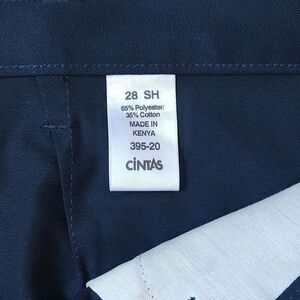 28 SH
65% Polyester/
35% Cotton
MADE IN
KENYA
395-20
CINTAS